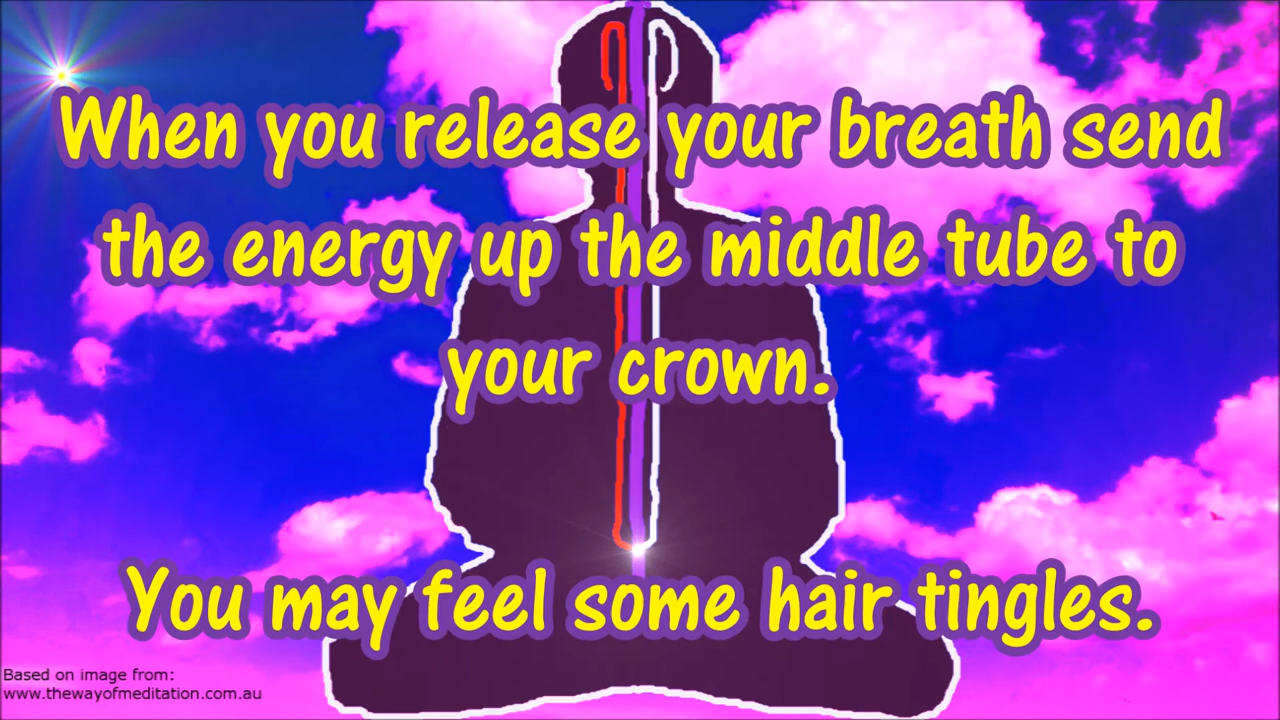 When you release your breath send
the energy up the middle tube to
your crown.
You may feel some hair tingles.
Based on image from:
www.thewayofmeditation.com.au